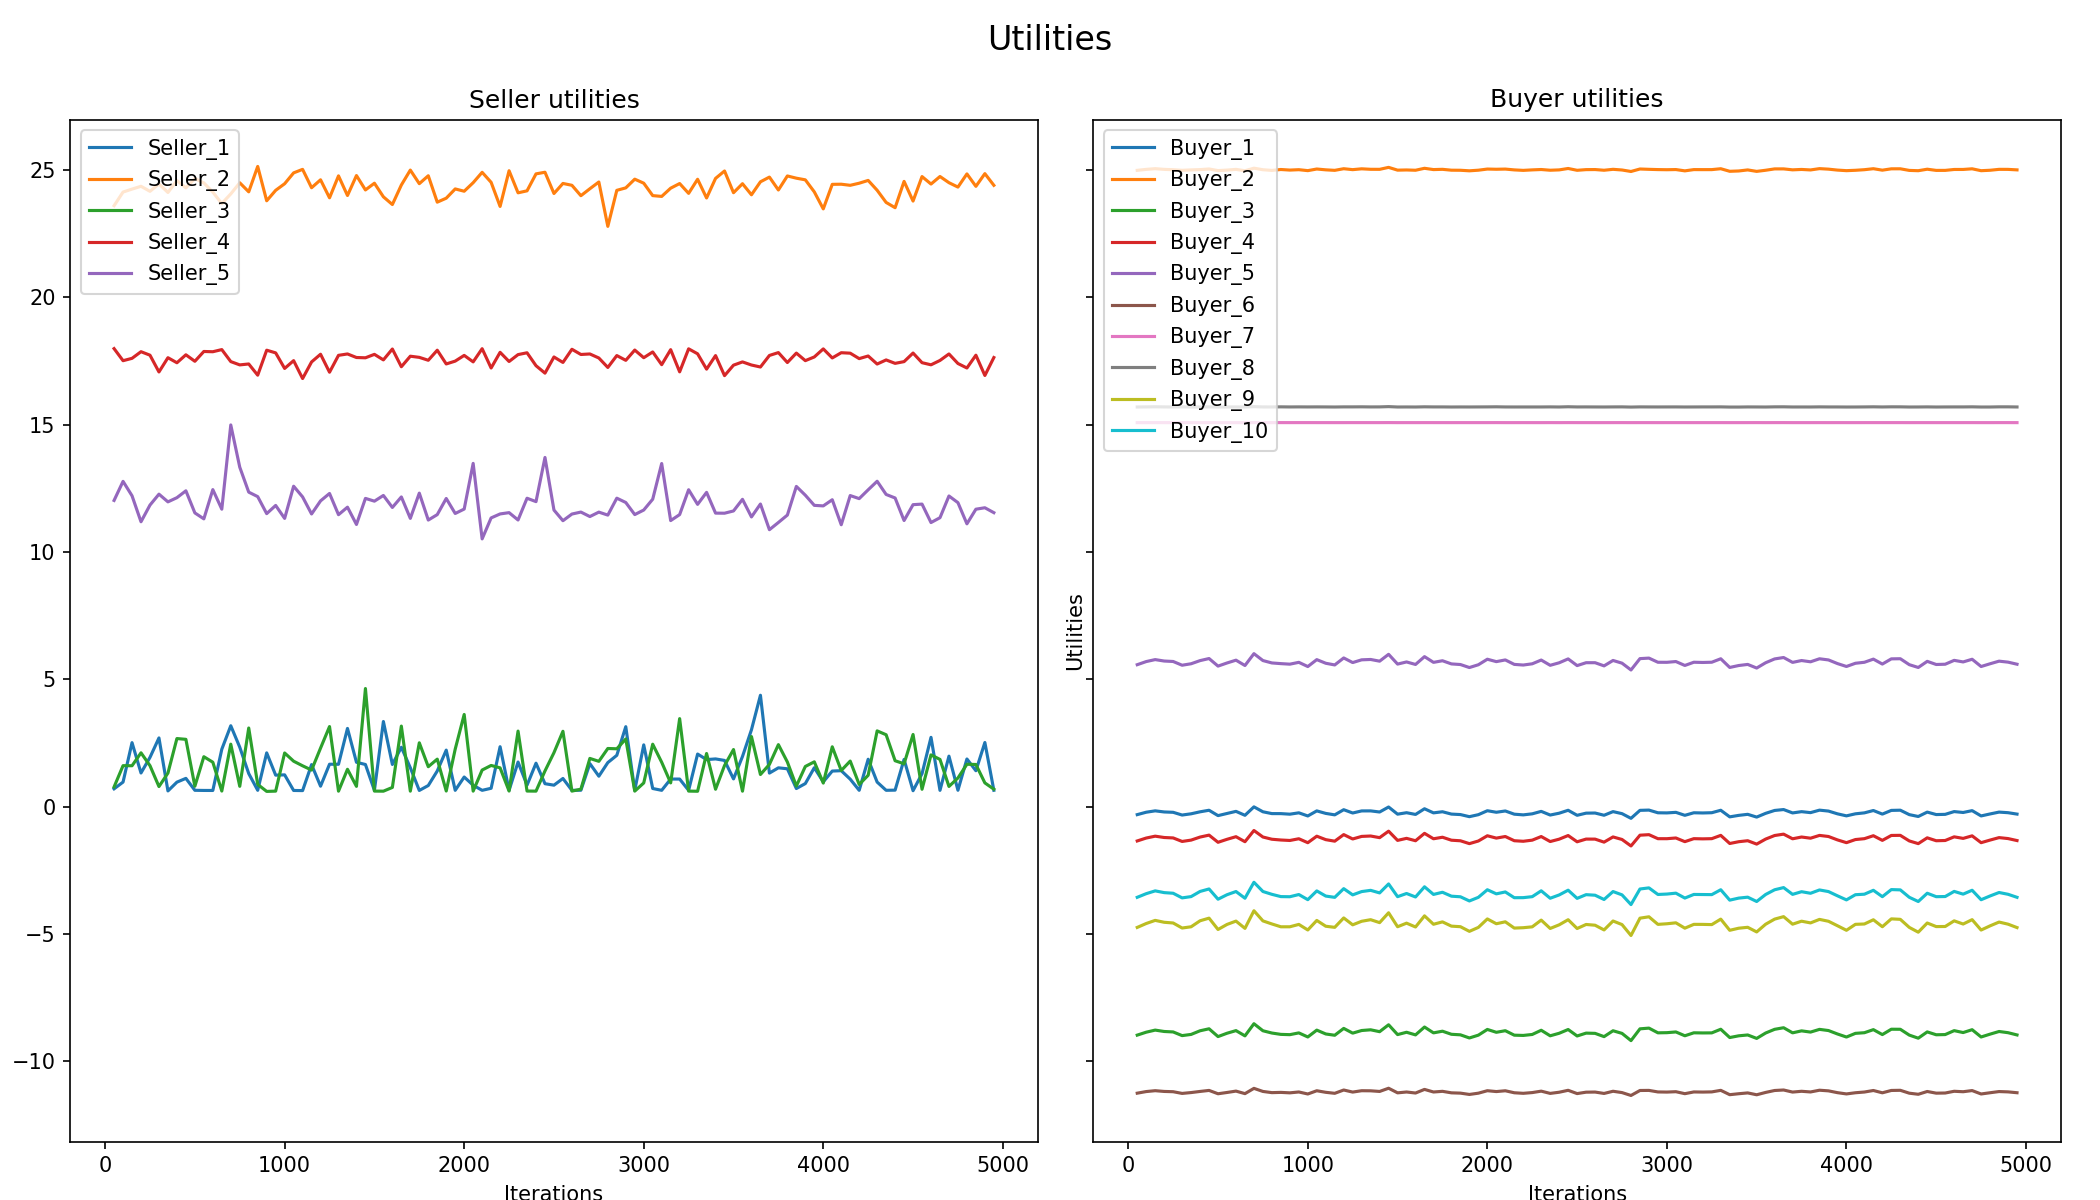 Utilities
Seller utilities
Seller_1
Seller_2
Seller_3
Seller_4
Seller_5
25
20
15
10
5
0
−5
−10
0 1000 2000 3000 4000 5000
Iterations
Buyer utilities
Buyer_1
Buyer_2
Buyer_3
Buyer_4
Buyer_5
Buyer_6
Buyer_7
Buyer_8
Buyer_9
Buyer_10
Utilities
0 1000 2000 3000 4000 5000
Iterations